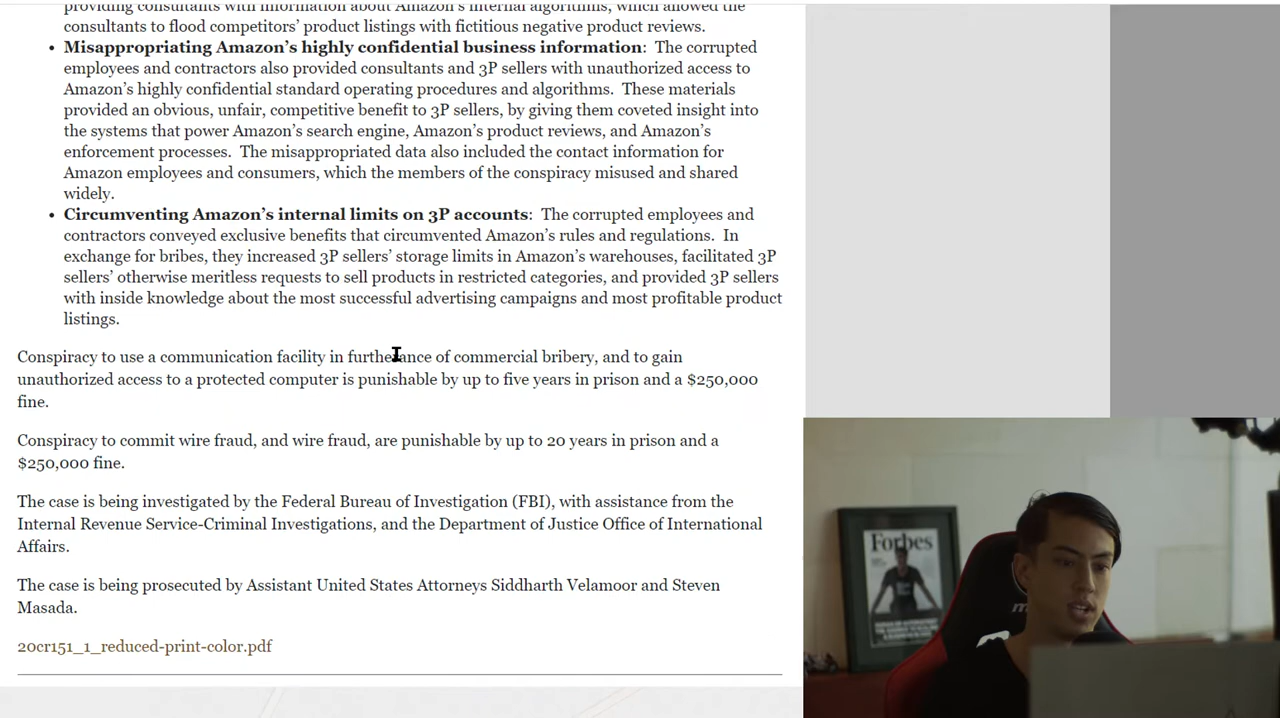 providing consultants with information about Amazon's internal algorithms, which allowed the
consultants to flood competitors' product listings with fictitious negative product reviews.
• Misappropriating Amazon's highly confidential business information:  The corrupted
employees and contractors also provided consultants and 3P sellers with unauthorized access to
Amazon's highly confidential standard operating procedures and algorithms.  These materials
provided an obvious, unfair, competitive benefit to 3P sellers, by giving them coveted insight into
the systems that power Amazon's search engine, Amazon's product reviews, and Amazon's
enforcement processes.  The misappropriated data also included the contact information for
Amazon employees and consumers, which the members of the conspiracy misused and shared
widely.
• Circumventing Amazon's internal limits on 3P accounts:  The corrupted employees and
contractors conveyed exclusive benefits that circumvented Amazon's rules and regulations.  In
exchange for bribes, they increased 3P sellers' storage limits in Amazon's warehouses, facilitated 3P
sellers' otherwise meritless requests to sell products in restricted categories, and provided 3P sellers
with inside knowledge about the most successful advertising campaigns and most profitable product
listings.
Conspiracy to use a communication facility in furtherance of commercial bribery, and to gain
unauthorized access to a protected computer is punishable by up to five years in prison and a $250,000
fine.
Conspiracy to commit wire fraud, and wire fraud, are punishable by up to 20 years in prison and a
$250,000 fine.
The case is being investigated by the Federal Bureau of Investigation (FBI), with assistance from the
Internal Revenue Service-Criminal Investigations, and the Department of Justice Office of International
Affairs.
The case is being prosecuted by Assistant United States Attorneys Siddharth Velamoor and Steven
Masada.
20cr151_1_reduced-print-color.pdf
Forbes